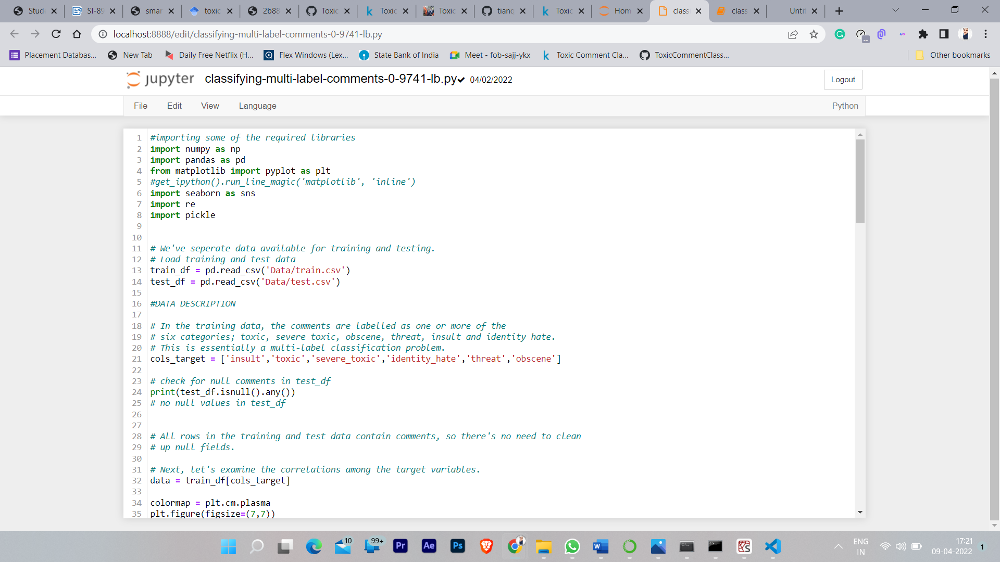 Stude
SI-89
smar
toxic
2b88
Toxic
Toxic
Toxic
tianq
Toxic
Hom
class
class
Untit
localhost:8888/edit/classifying-multi-label-comments-0-9741-lb.py
Placement Databas...
New Tab
Daily Free Netflix (H...
Flex Windows (Lex...
State Bank of India
Meet - fob-sajj-ykx
Toxic Comment Cla...
ToxicCommentClass...
Other bookmarks
jupyter classifying-multi-label-comments-0-9741-lb.py 04/02/2022
Logout
File Edit View Language
Python
1 #importing some of the required libraries
2 import numpy as np
3 import pandas as pd
4 from matplotlib import pyplot as plt
5 #get_ipython().run_line_magic('matplotlib', 'inline')
6 import seaborn as sns
7 import re
8 import pickle
9
10
11 # We've seperate data available for training and testing.
12 # Load training and test data
13 train_df = pd.read_csv('Data/train.csv')
14 test_df = pd.read_csv('Data/test.csv')
15
16 #DATA DESCRIPTION
17
18 # In the training data, the comments are labelled as one or more of the
19 # six categories; toxic, severe toxic, obscene, threat, insult and identity hate.
20 # This is essentially a multi-label classification problem.
21 cols_target = ['insult','toxic','severe_toxic','identity_hate','threat','obscene']
22
23 # check for null comments in test_df
24 print(test_df.isnull().any())
25 # no null values in test_df
26
27
28 # All rows in the training and test data contain comments, so there's no need to clean
29 # up null fields.
30
31 # Next, let's examine the correlations among the target variables.
32 data = train_df[cols_target]
33
34 colormap = plt.cm.plasma
35 plt.figure(figsize=(7,7))
10
99+
Pr
Ae
Ps
ENG
IN
17:21
09-04-2022
1